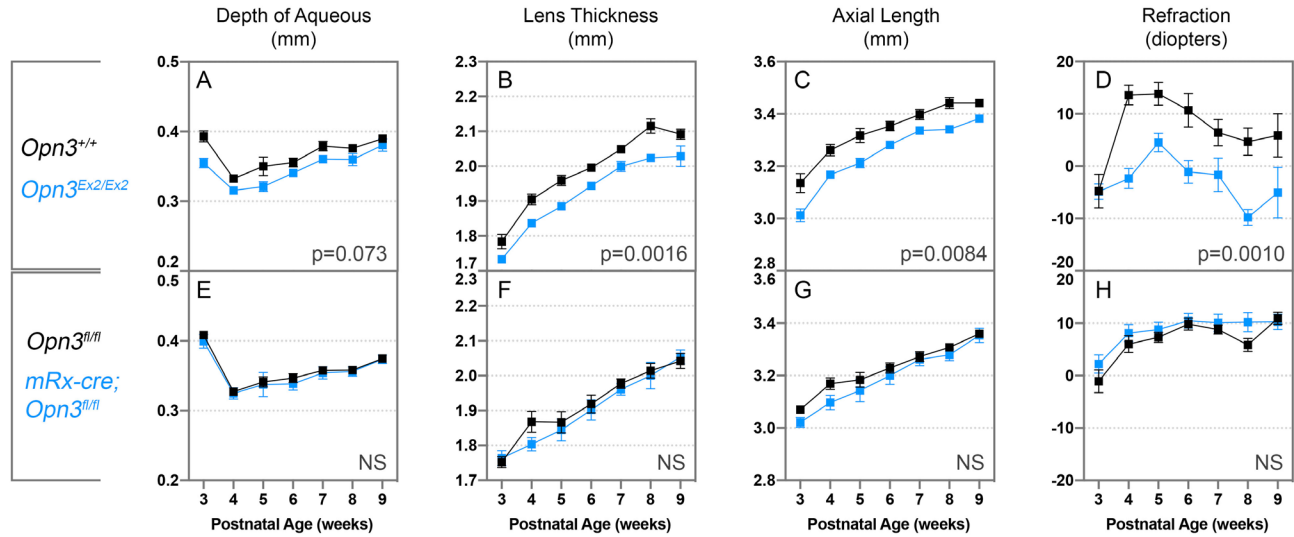 Depth of Aqueous
(mm)
Lens Thickness
(mm)
Axial Length
(mm)
Refraction
(diopters)
Opn3+/+
Opn3Ex2/Ex2
A
0.5
0.4
0.3
0.2
p=0.073
B
2.3
2.2
2.1
2.0
1.9
1.8
1.7
p=0.0016
C
3.6
3.4
3.2
3.0
2.8
p=0.0084
D
20
10
0
-10
-20
p=0.0010
Opn3fl/fl
mRx-cre;
Opn3fl/fl
E
0.5
0.4
0.3
0.2
NS
3 4 5 6 7 8 9
Postnatal Age (weeks)
F
2.3
2.2
2.1
2.0
1.9
1.8
1.7
NS
3 4 5 6 7 8 9
Postnatal Age (weeks)
G
3.6
3.4
3.2
3.0
2.8
NS
3 4 5 6 7 8 9
Postnatal Age (weeks)
H
20
10
0
-10
-20
NS
3 4 5 6 7 8 9
Postnatal Age (weeks)